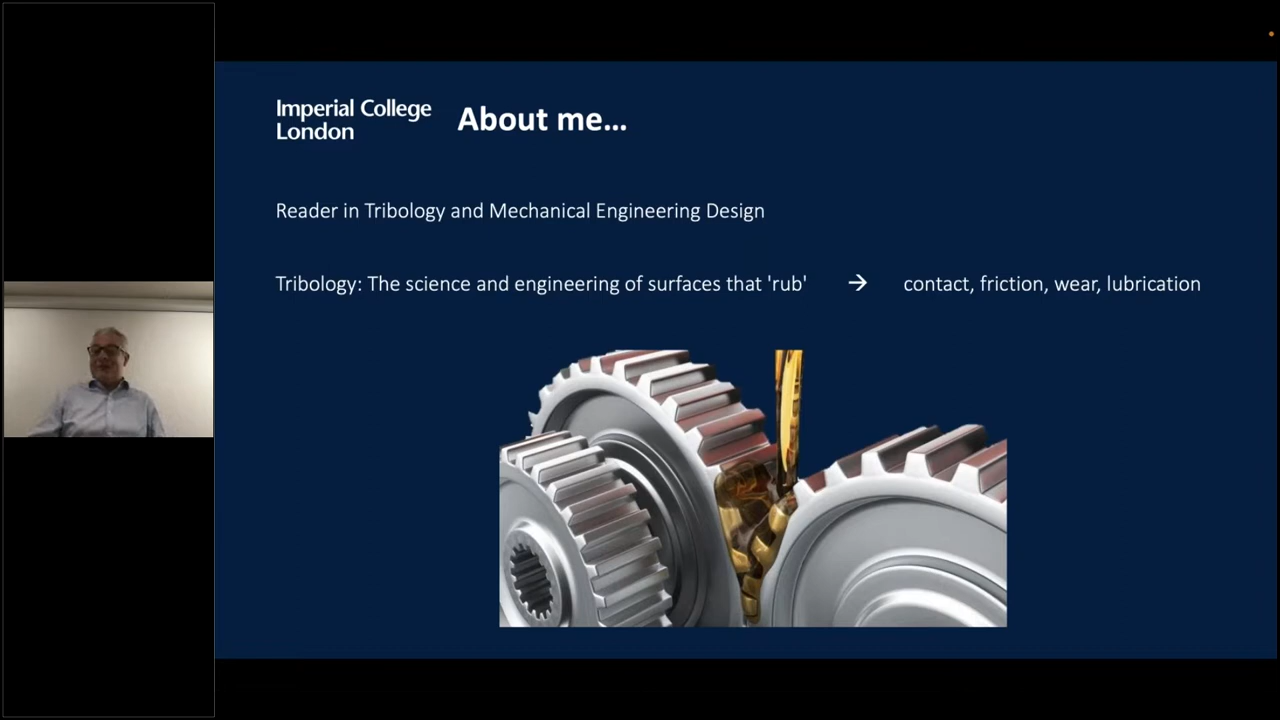 Imperial College
London
About me...
Reader in Tribology and Mechanical Engineering Design
Tribology: The science and engineering of surfaces that 'rub' → contact, friction, wear, lubrication